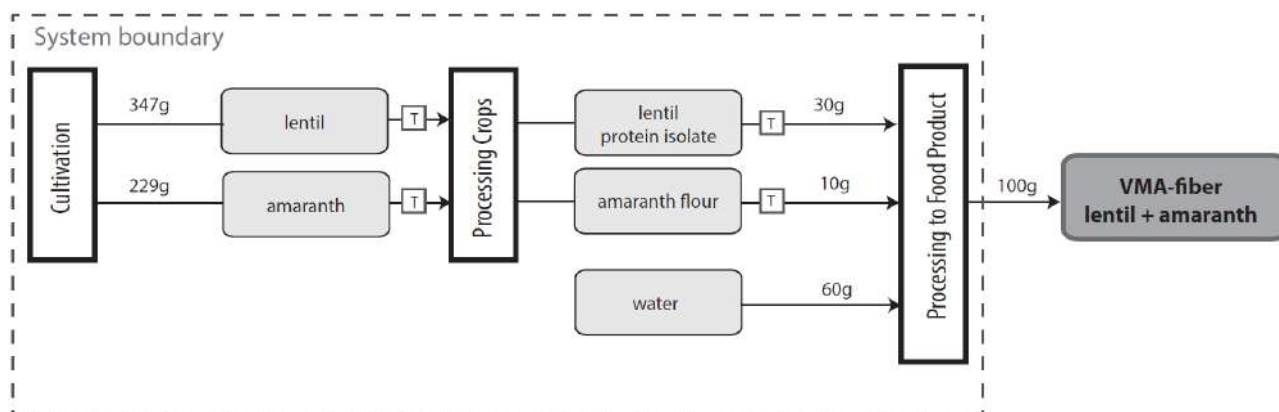 System boundary
Cultivation
347g
lentil
T
229g
amaranth
T
Processing Crops
lentil
protein isolate
T
30g
amaranth flour
T
10g
water
60g
Processing to Food Product
100g
VMA-fiber
lentil + amaranth